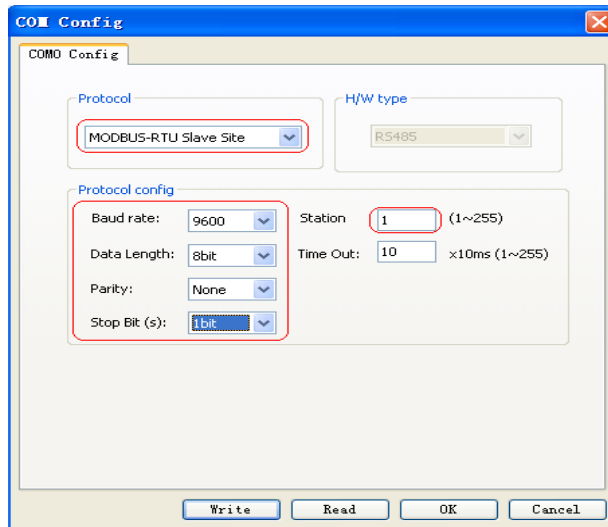 COM Config
COM0 Config
Protocol
H/W type
MODBUS-RTU Slave Site
RS485
Protocol config
Baud rate: 9600 Station 1 (1~255)
Data Length: 8bit Time Out: 10 x10ms (1~255)
Parity: None
Stop Bit (s): 1bit
Write Read OK Cancel